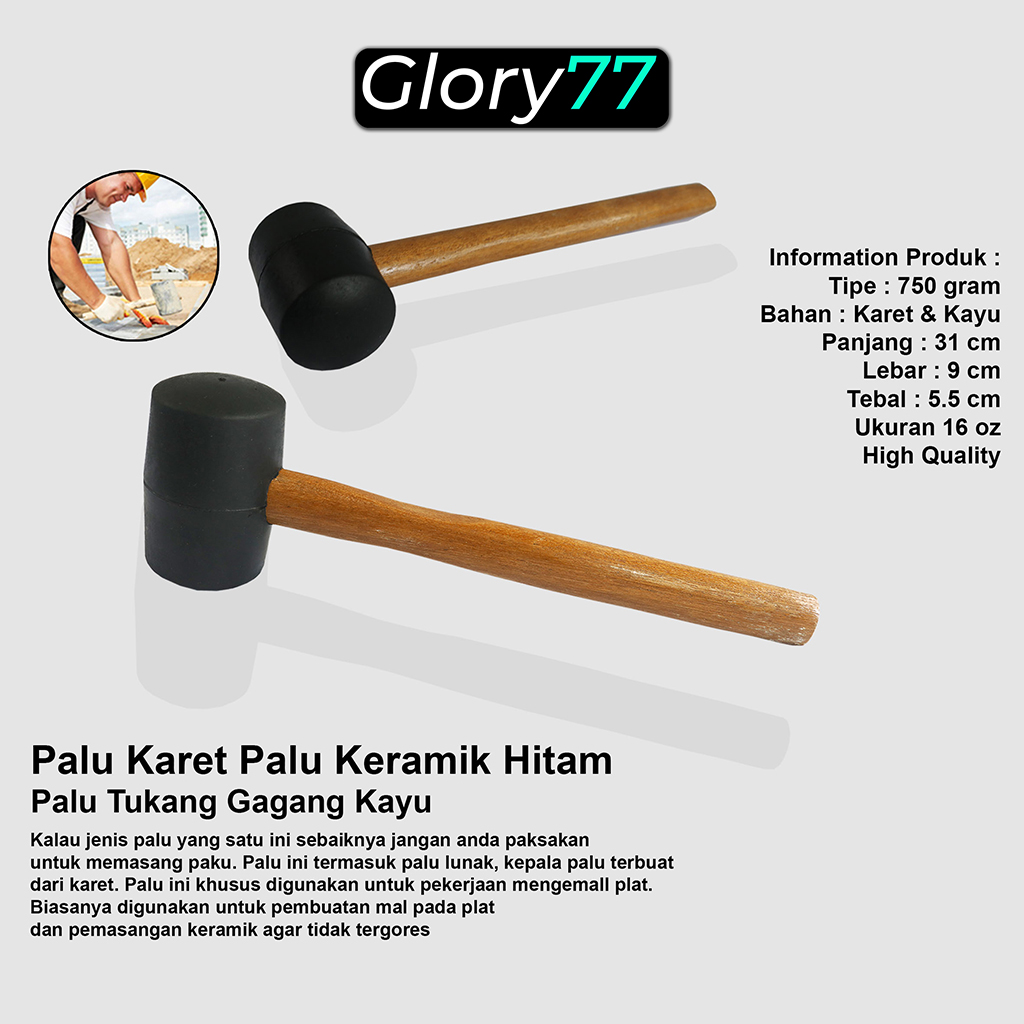 Glory77
Information Produk :
Tipe : 750 gram
Bahan : Karet & Kayu
Panjang : 31 cm
Lebar : 9 cm
Tebal : 5.5 cm
Ukuran 16 oz
High Quality
Palu Karet Palu Keramik Hitam
Palu Tukang Gagang Kayu
Kalau jenis palu yang satu ini sebaiknya jangan anda paksakan
untuk memasang paku. Palu ini termasuk palu lunak, kepala palu terbuat
dari karet. Palu ini khusus digunakan untuk pekerjaan mengemall plat.
Biasanya digunakan untuk pembuatan mal pada plat
dan pemasangan keramik agar tidak tergores